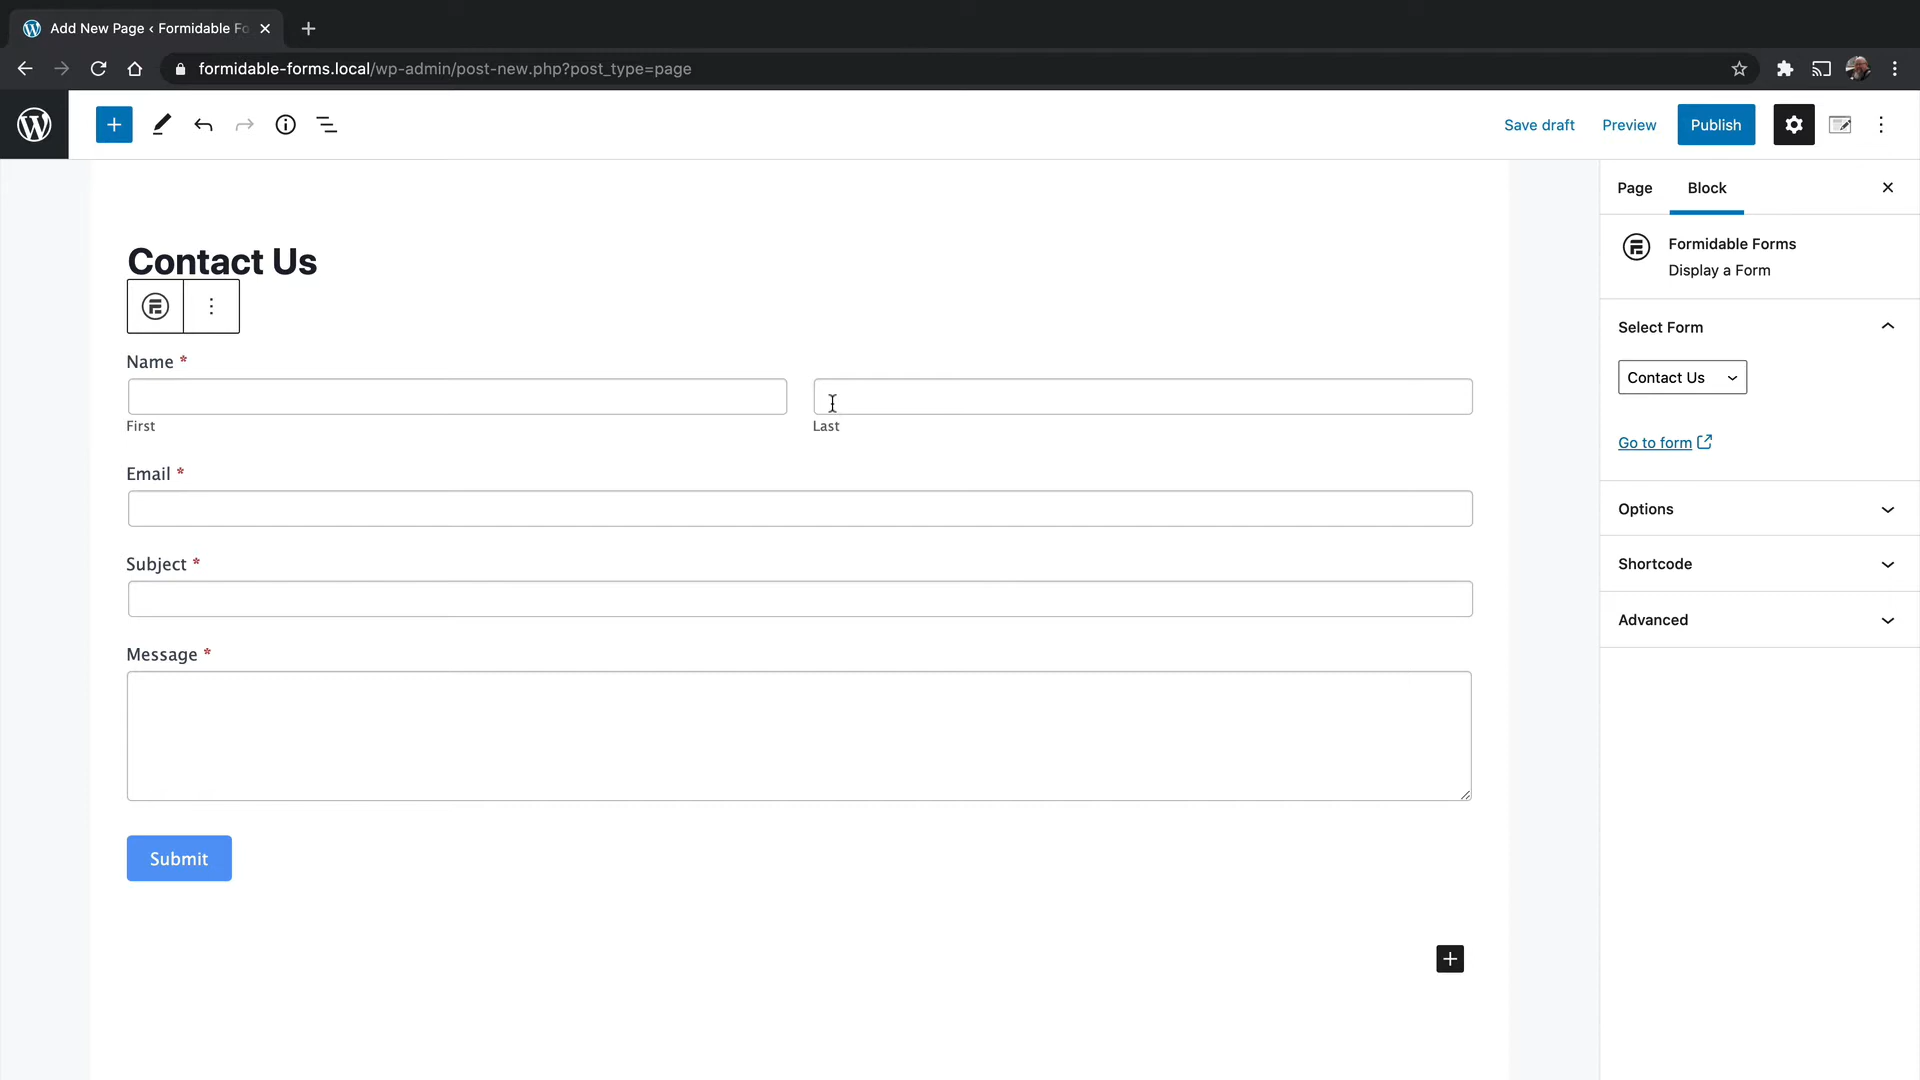 Add New Page ‹ Formidable Fo
formidable-forms.local/wp-admin/post-new.php?post_type=page
Save draft
Preview
Publish
Page
Block
Formidable Forms
Display a Form
Select Form
Contact Us
Go to form
Options
Shortcode
Advanced
Contact Us
Name *
First
Last
Email *
Subject *
Message *
Submit